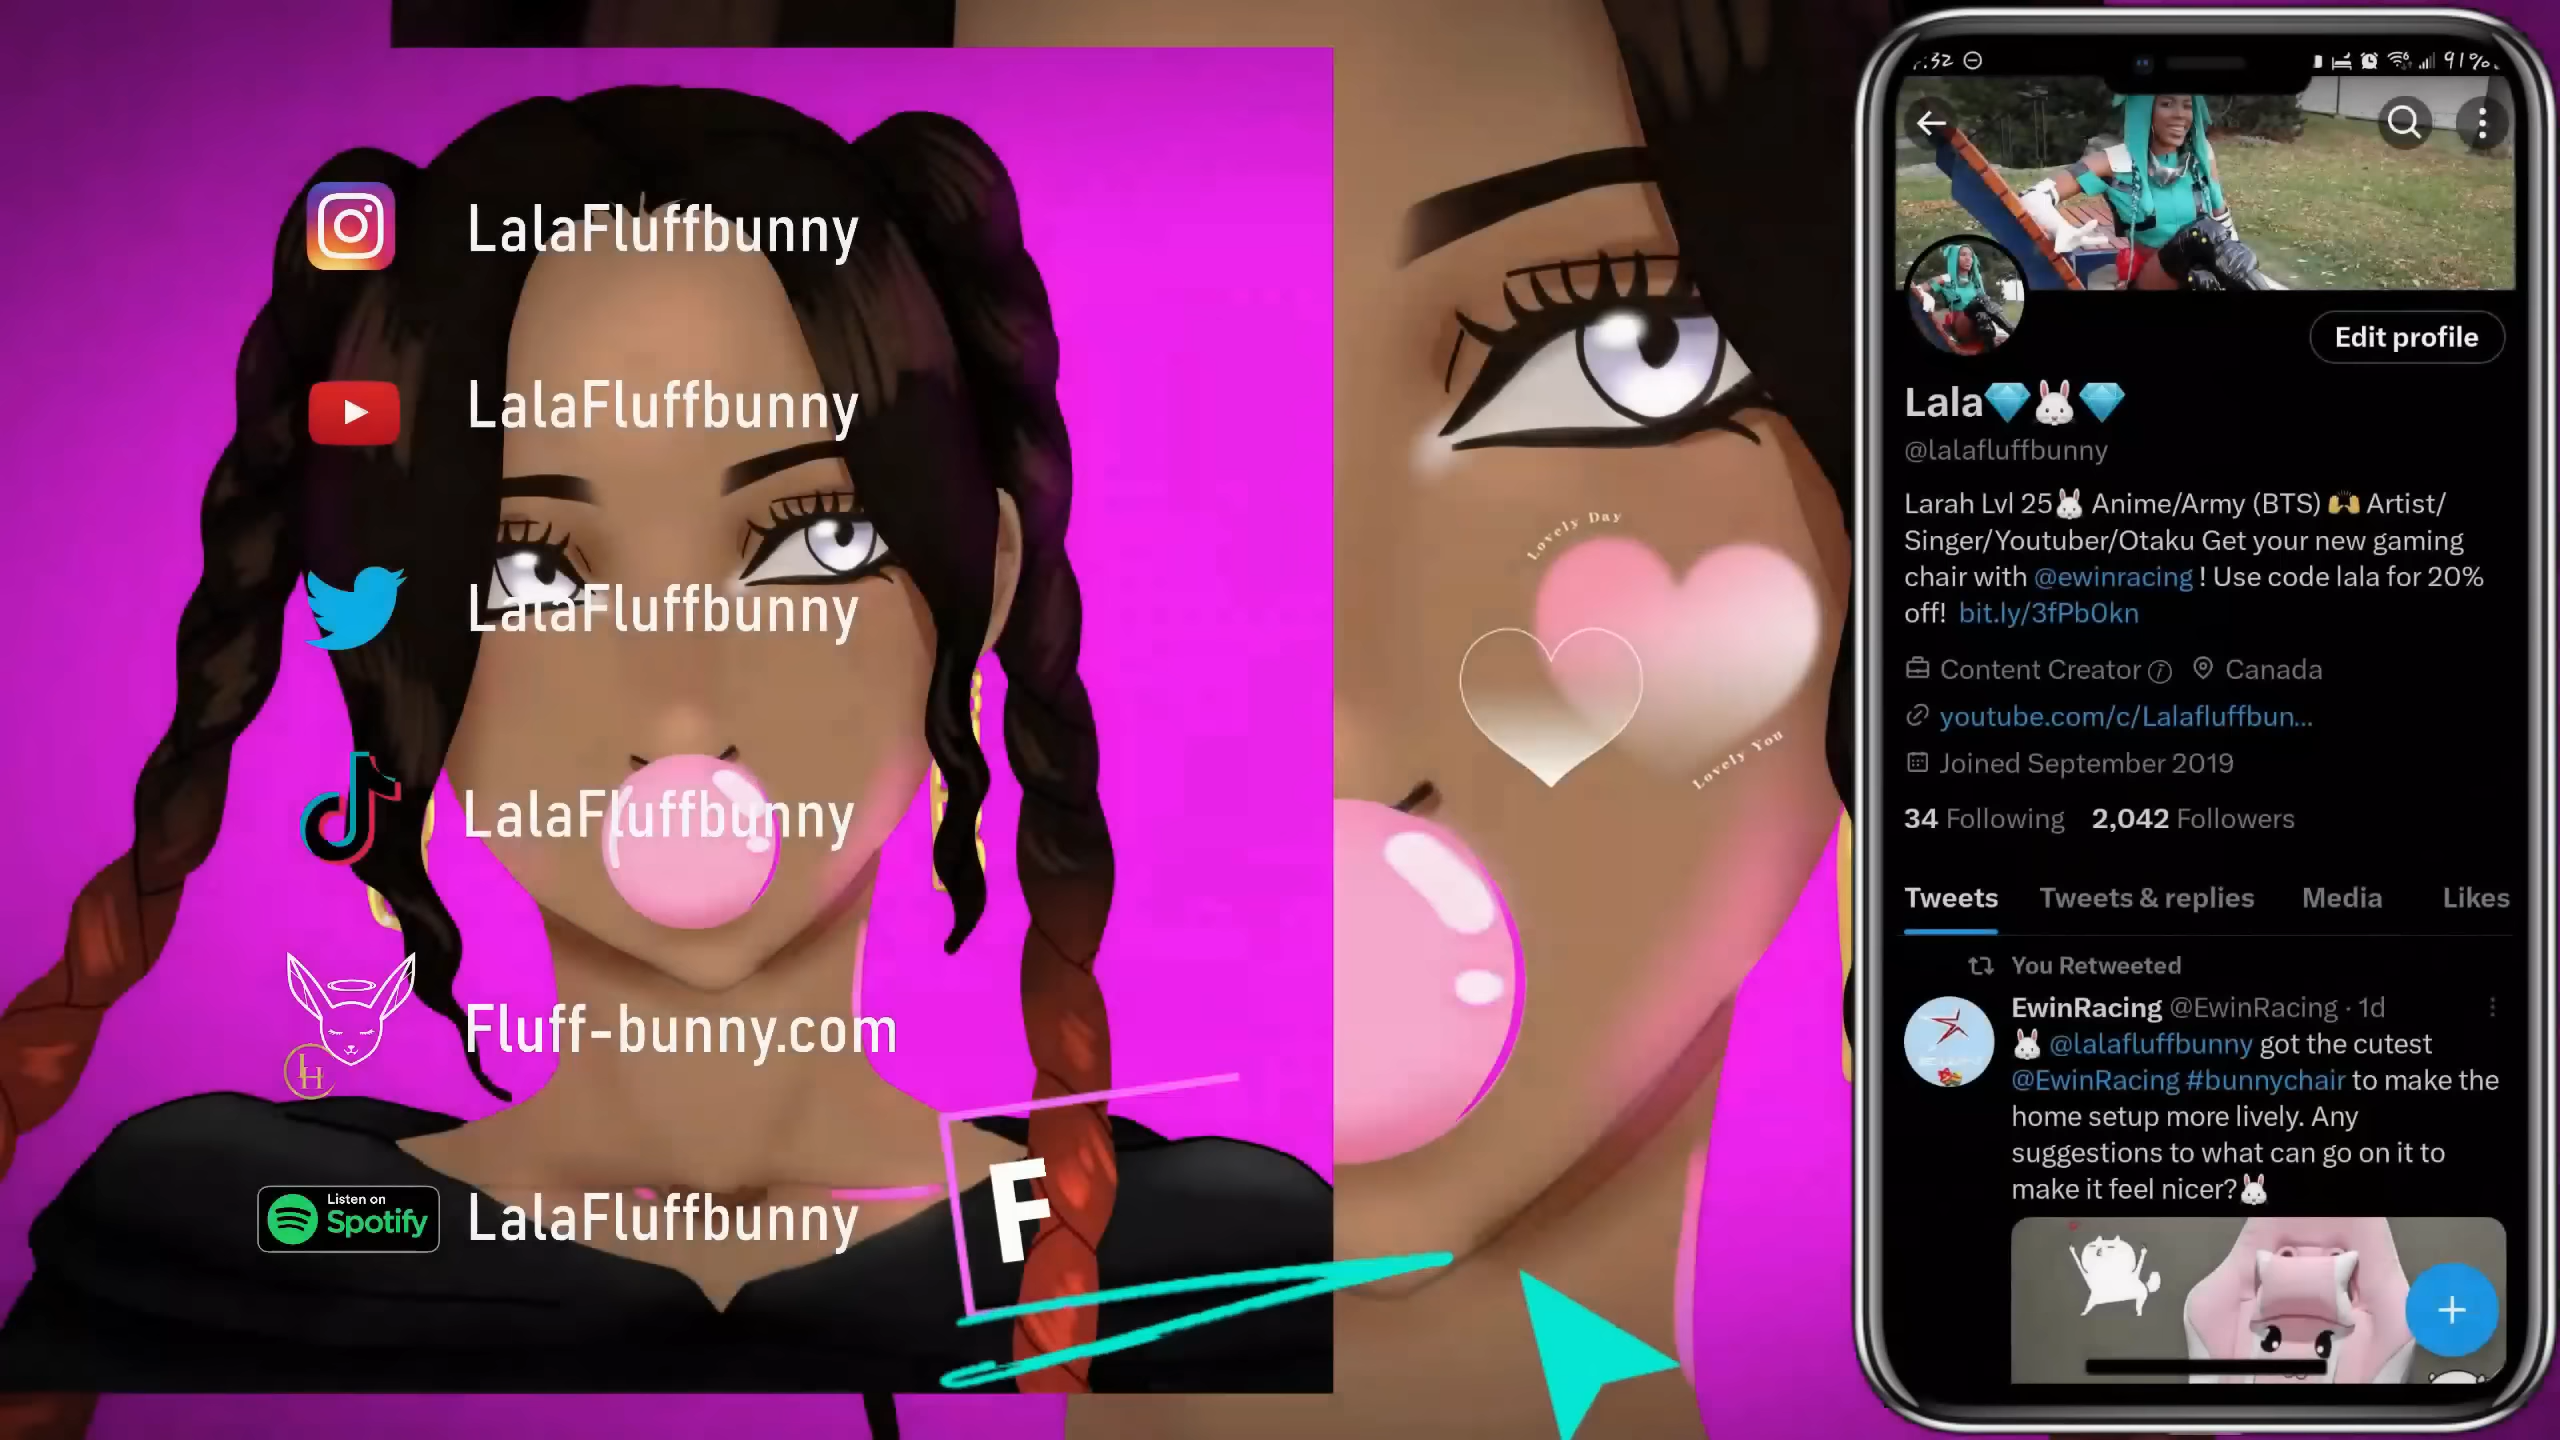 LalaFluffbunny
LalaFluffbunny
LalaFluffbunny
LalaFluffbunny
Fluff-bunny.com
LH
Listen on
Spotify
LalaFluffbunny
F
Lovely Day
Lovely You
:32
91%
Edit profile
Lala💎🐰💎
@lalafluffbunny
Larah Lvl 25🐰 Anime/Army (BTS) 🙌 Artist/
Singer/Youtuber/Otaku Get your new gaming
chair with @ewinracing ! Use code lala for 20%
off! bit.ly/3fPb0kn
Content Creator Canada
youtube.com/c/Lalafluffbun...
Joined September 2019
34 Following 2,042 Followers
Tweets Tweets & replies Media Likes
You Retweeted
EwinRacing @EwinRacing · 1d
🐰 @lalafluffbunny got the cutest
@EwinRacing #bunnychair to make the
home setup more lively. Any
suggestions to what can go on it to
make it feel nicer?🐰